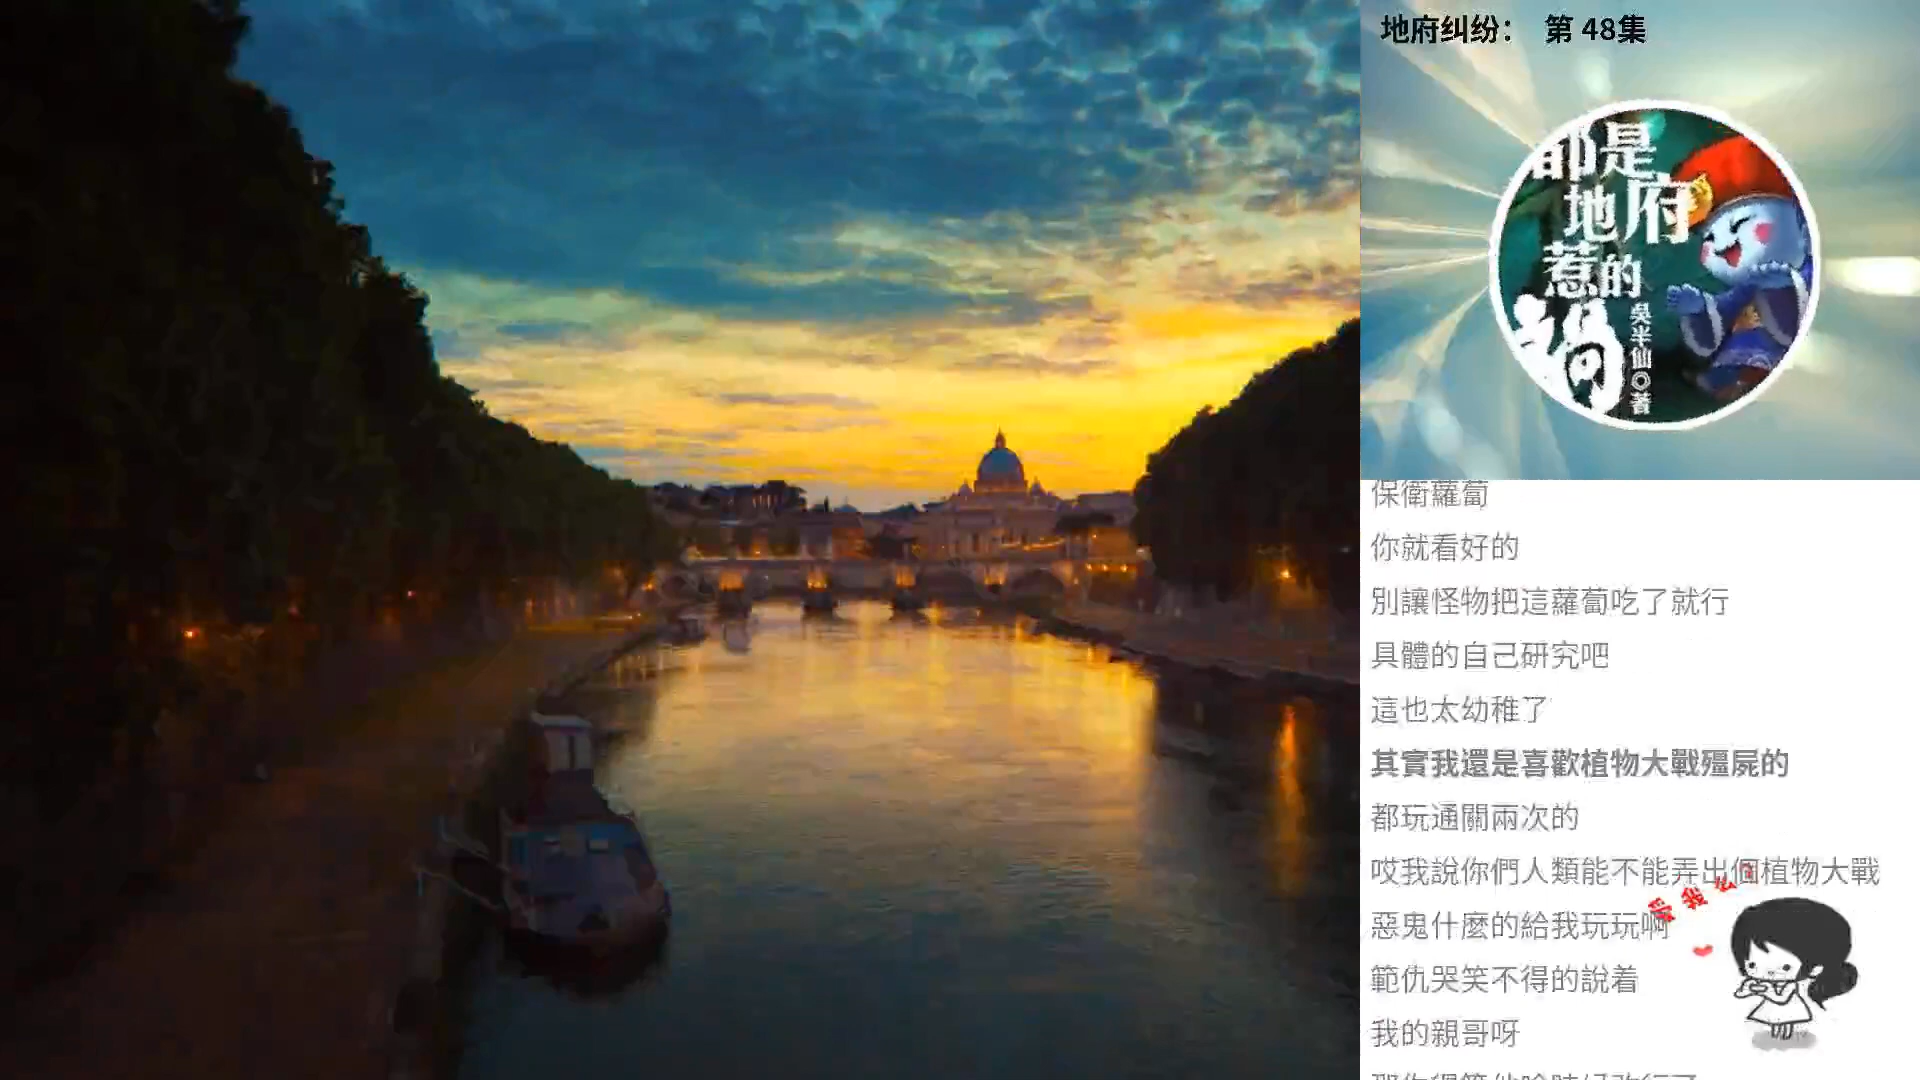 地府纠纷： 第 48集
都是
地府
惹的
禍
吳半仙◎著
保衛蘿蔔
你就看好的
別讓怪物把這蘿蔔吃了就行
具體的自己研究吧
這也太幼稚了
其實我還是喜歡植物大戰殭屍的
都玩通關兩次的
哎我說你們人類能不能弄出個植物大戰
惡鬼什麼的給我玩玩啊
範仇哭笑不得的說着
我的親哥呀